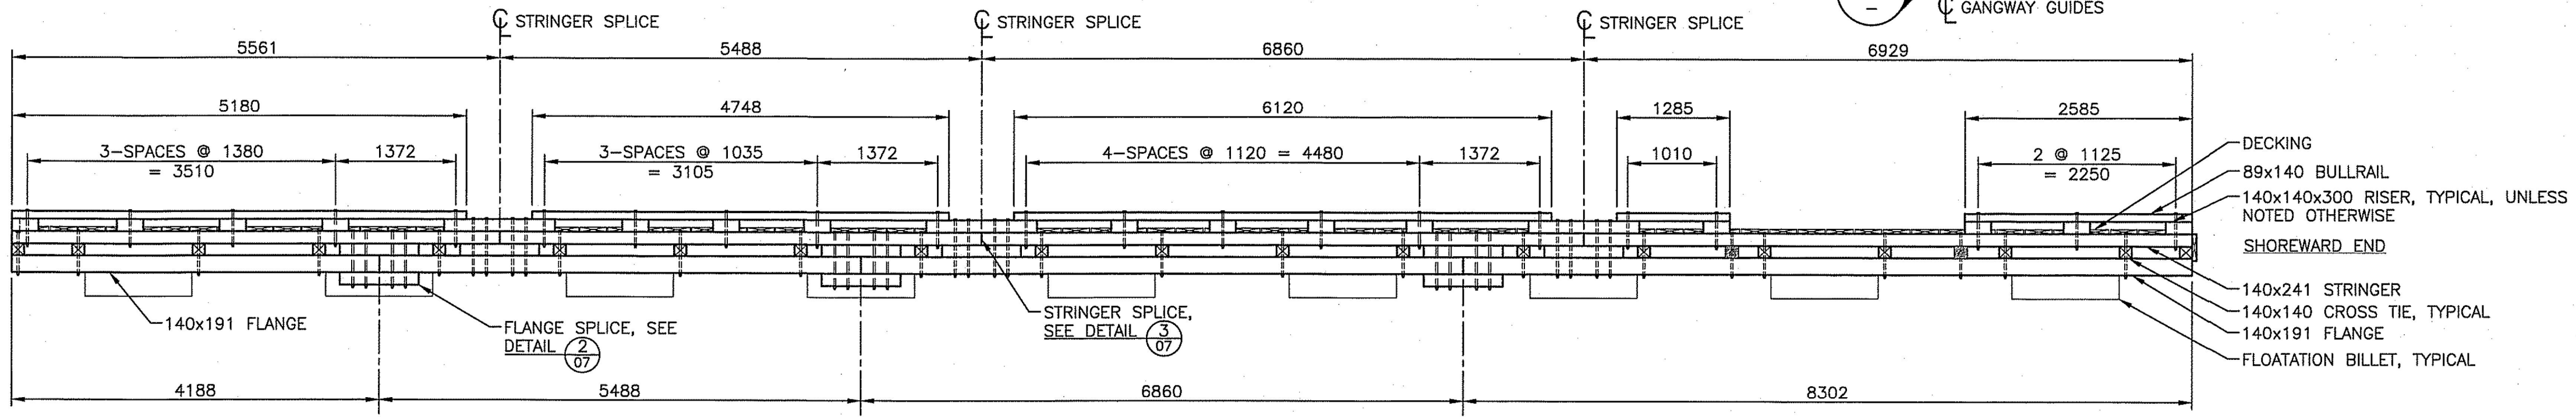 ℄ STRINGER SPLICE
℄ STRINGER SPLICE
℄ STRINGER SPLICE
–
℄ GANGWAY GUIDES
5561
5488
6860
6929
5180
4748
6120
1285
2585
3-SPACES @ 1380
= 3510
1372
3-SPACES @ 1035
= 3105
1372
4-SPACES @ 1120 = 4480
1372
1010
2 @ 1125
= 2250
DECKING
89x140 BULLRAIL
140x140x300 RISER, TYPICAL, UNLESS
NOTED OTHERWISE
SHOREWARD END
140x241 STRINGER
140x140 CROSS TIE, TYPICAL
140x191 FLANGE
FLOATATION BILLET, TYPICAL
140x191 FLANGE
FLANGE SPLICE, SEE
DETAIL 2
07
STRINGER SPLICE,
SEE DETAIL 3
07
4188
5488
6860
8302